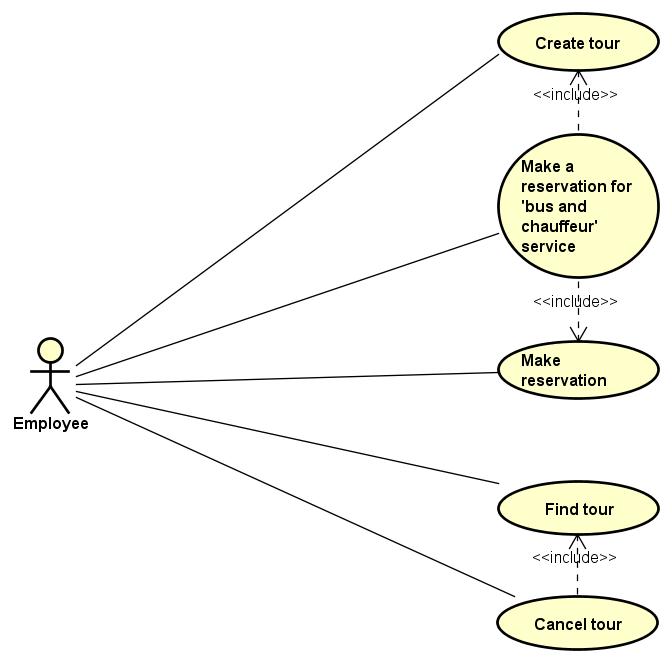 Create tour
<<include>>
Make a
reservation for
'bus and
chauffeur'
service
<<include>>
Make
reservation
Employee
Find tour
<<include>>
Cancel tour